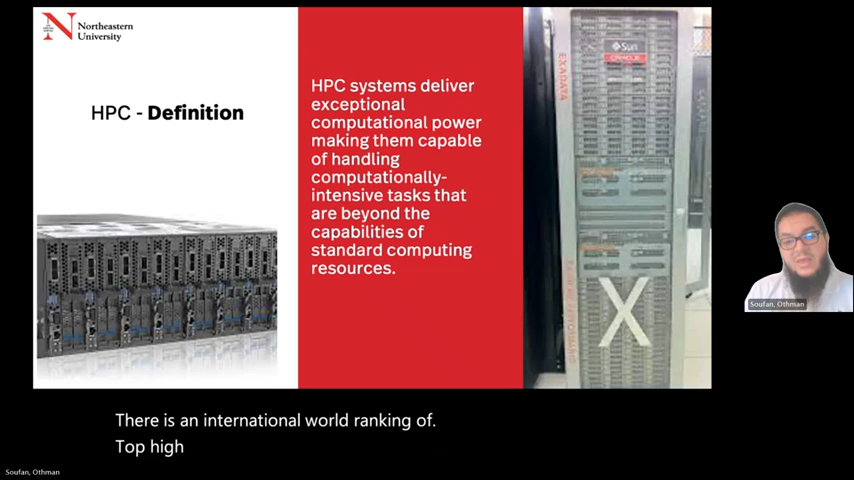 Northeastern
University
HPC - Definition
HPC systems deliver
exceptional
computational power
making them capable
of handling
computationally-
intensive tasks that
are beyond the
capabilities of
standard computing
resources.
Sun
ORACLE
EXADATA
X
Soufan, Othman
There is an international world ranking of.
Top high
Soufan, Othman